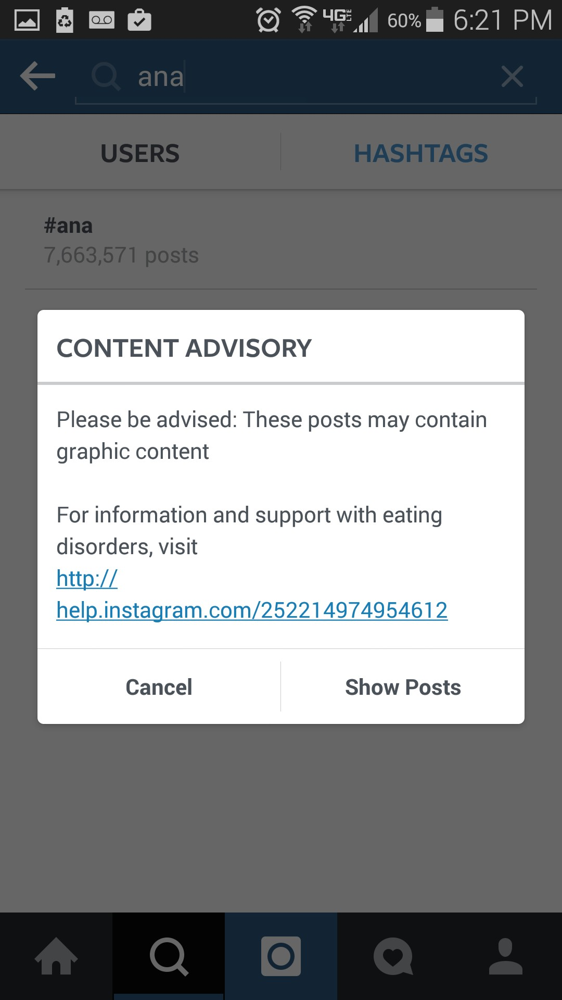 4G LTE 60% 6:21 PM
ana
USERS HASHTAGS
#ana
7,663,571 posts
CONTENT ADVISORY
Please be advised: These posts may contain
graphic content
For information and support with eating
disorders, visit
http://
help.instagram.com/252214974954612
Cancel Show Posts